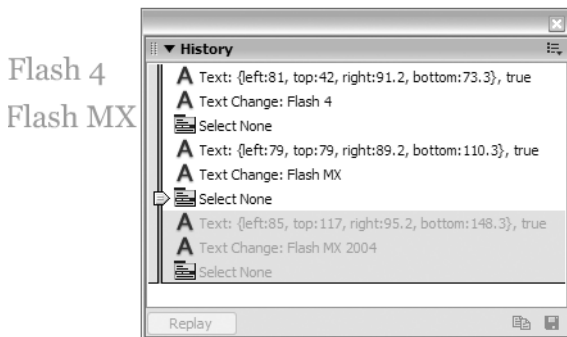 Flash 4
Flash MX
History
Text: {left:81, top:42, right:91.2, bottom:73.3}, true
Text Change: Flash 4
Select None
Text: {left:79, top:79, right:89.2, bottom:110.3}, true
Text Change: Flash MX
Select None
Text: {left:85, top:117, right:95.2, bottom:148.3}, true
Text Change: Flash MX 2004
Select None
Replay